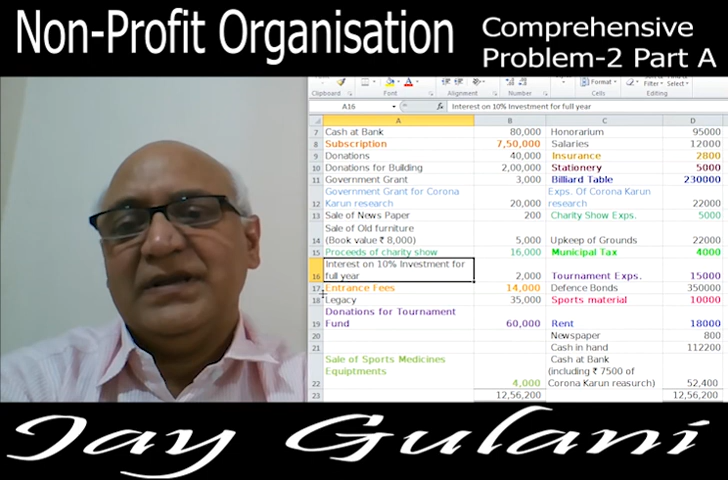 Non-Profit Organisation
Comprehensive
Problem-2 Part A
Clipboard Font Alignment Number Format Cells Filter Select Editing
A16 fx Interest on 10% Investment for full year
A B C D
7 Cash at Bank 80,000 Honorarium 95000
8 Subscription 7,50,000 Salaries 12000
9 Donations 40,000 Insurance 2800
10 Donations for Building 2,00,000 Stationery 5000
11 Government Grant 3,000 Billiard Table 230000
Government Grant for Corona Exps. Of Corona Karun
12 Karun research 20,000 research 22000
13 Sale of News Paper 200 Charity Show Exps. 5000
Sale of Old furniture
14 (Book value ₹ 8,000) 5,000 Upkeep of Grounds 22000
15 Proceeds of charity show 16,000 Municipal Tax 4000
Interest on 10% Investment for
16 full year 2,000 Tournament Exps. 15000
17 Entrance Fees 14,000 Defence Bonds 350000
18 Legacy 35,000 Sports material 10000
Donations for Tournament
19 Fund 60,000 Rent 18000
20 Newspaper 800
21 Cash in hand 112200
Sale of Sports Medicines Cash at Bank
Equiptments (including ₹ 7500 of
22 4,000 Corona Karun reasurch) 52,400
23 12,56,200 12,56,200
Jay Gulani